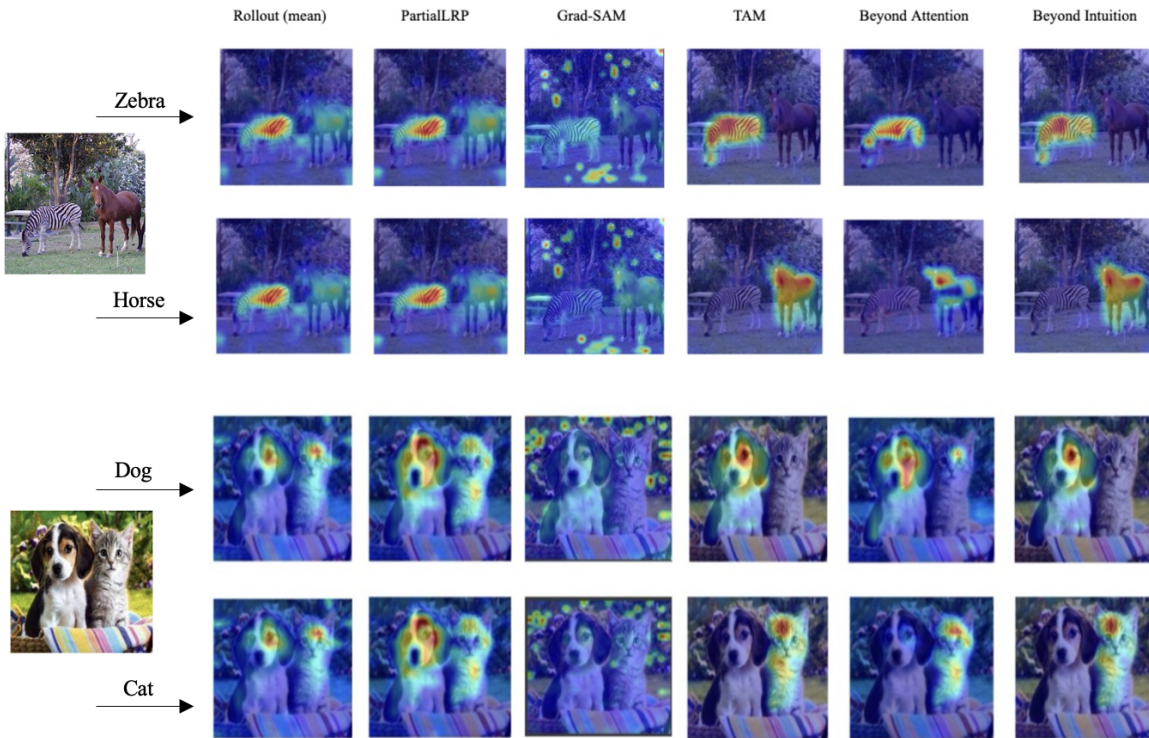 Rollout (mean) PartialLRP Grad-SAM TAM Beyond Attention Beyond Intuition
Zebra
Horse
Dog
Cat